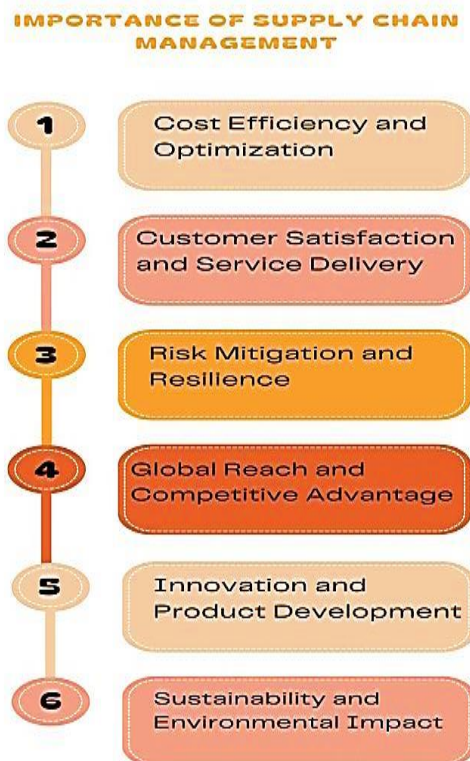 IMPORTANCE OF SUPPLY CHAIN
MANAGEMENT
1
Cost Efficiency and
Optimization
2
Customer Satisfaction
and Service Delivery
3
Risk Mitigation and
Resilience
4
Global Reach and
Competitive Advantage
5
Innovation and
Product Development
6
Sustainability and
Environmental Impact